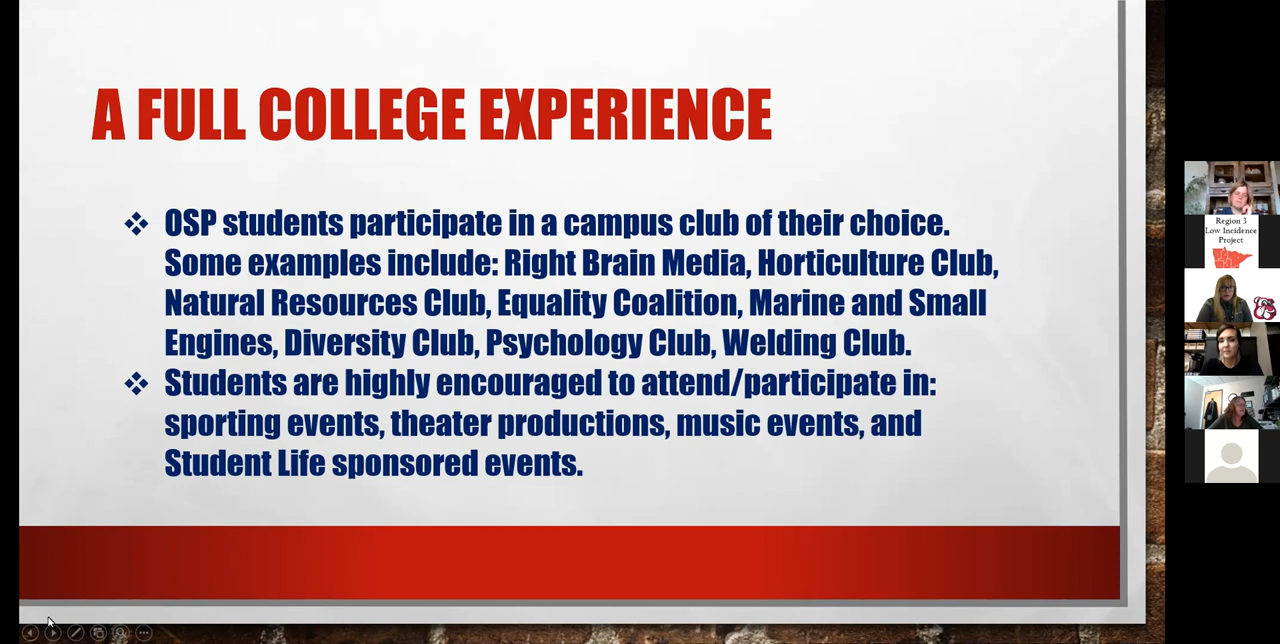 A FULL COLLEGE EXPERIENCE
❖ OSP students participate in a campus club of their choice.
Some examples include: Right Brain Media, Horticulture Club,
Natural Resources Club, Equality Coalition, Marine and Small
Engines, Diversity Club, Psychology Club, Welding Club.
❖ Students are highly encouraged to attend/participate in:
sporting events, theater productions, music events, and
Student Life sponsored events.
Region 3
Low Incidence
Project